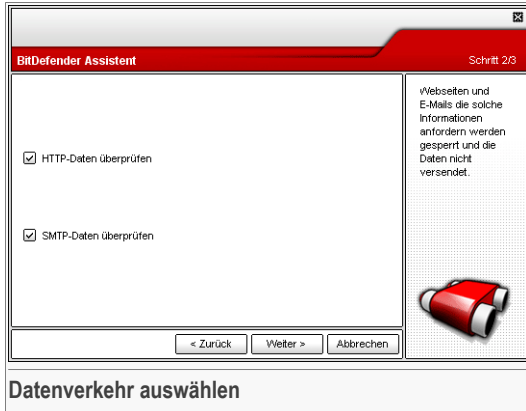 BitDefender Assistent
Schritt 2/3
HTTP-Daten überprüfen
SMTP-Daten überprüfen
Webseiten und
E-Mails die solche
Informationen
anfordern werden
gesperrt und die
Daten nicht
versendet.
< Zurück
Weiter >
Abbrechen
Datenverkehr auswählen